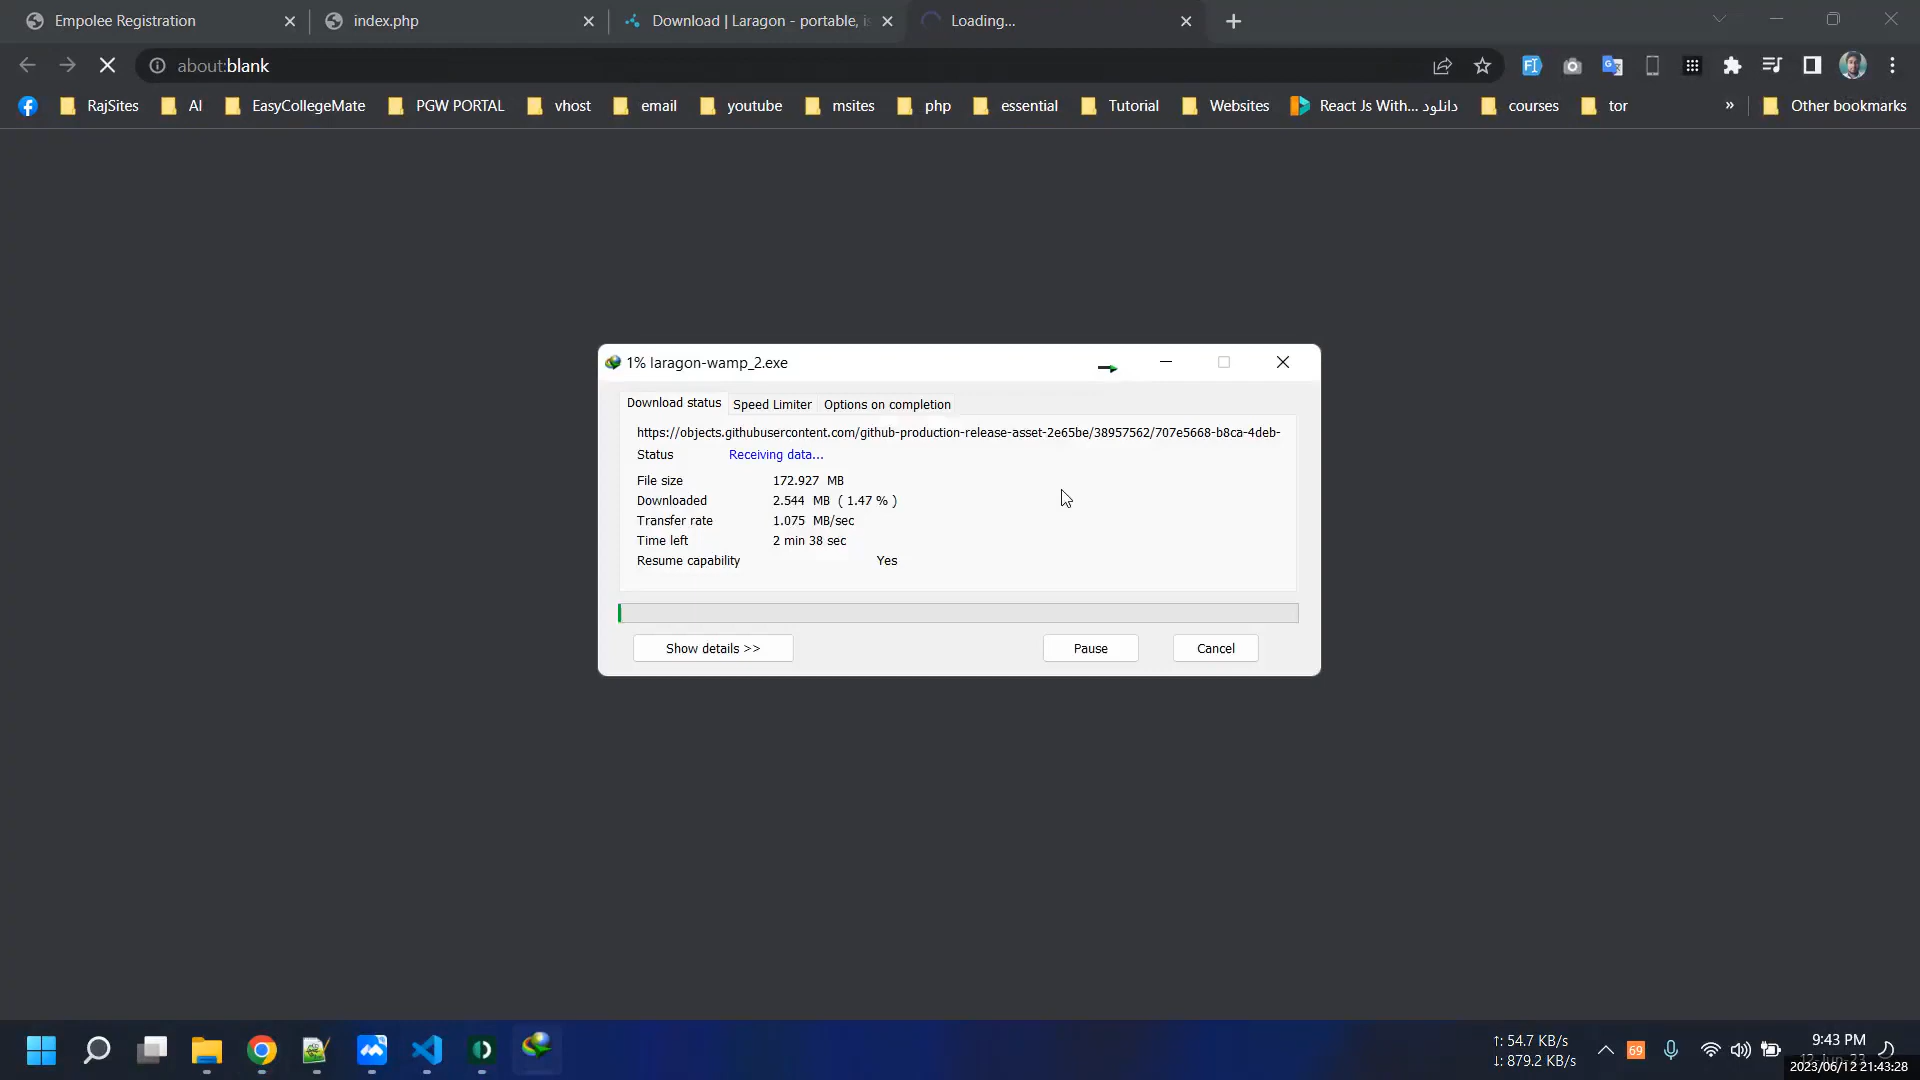 Empolee Registration
index.php
Download | Laragon - portable, is
Loading...
about:blank
RajSites
AI
EasyCollegeMate
PGW PORTAL
vhost
email
youtube
msites
php
essential
Tutorial
Websites
React Js With... دانلود
courses
tor
»
Other bookmarks
1% laragon-wamp_2.exe
Download status
Speed Limiter
Options on completion
https://objects.githubusercontent.com/github-production-release-asset-2e65be/38957562/707e5668-b8ca-4deb-
Status Receiving data...
File size 172.927 MB
Downloaded 2.544 MB ( 1.47 % )
Transfer rate 1.075 MB/sec
Time left 2 min 38 sec
Resume capability Yes
Show details >>
Pause
Cancel
↑: 54.7 KB/s
↓: 879.2 KB/s
69
9:43 PM
12-Jun-23
2023/06/12 21:43:28